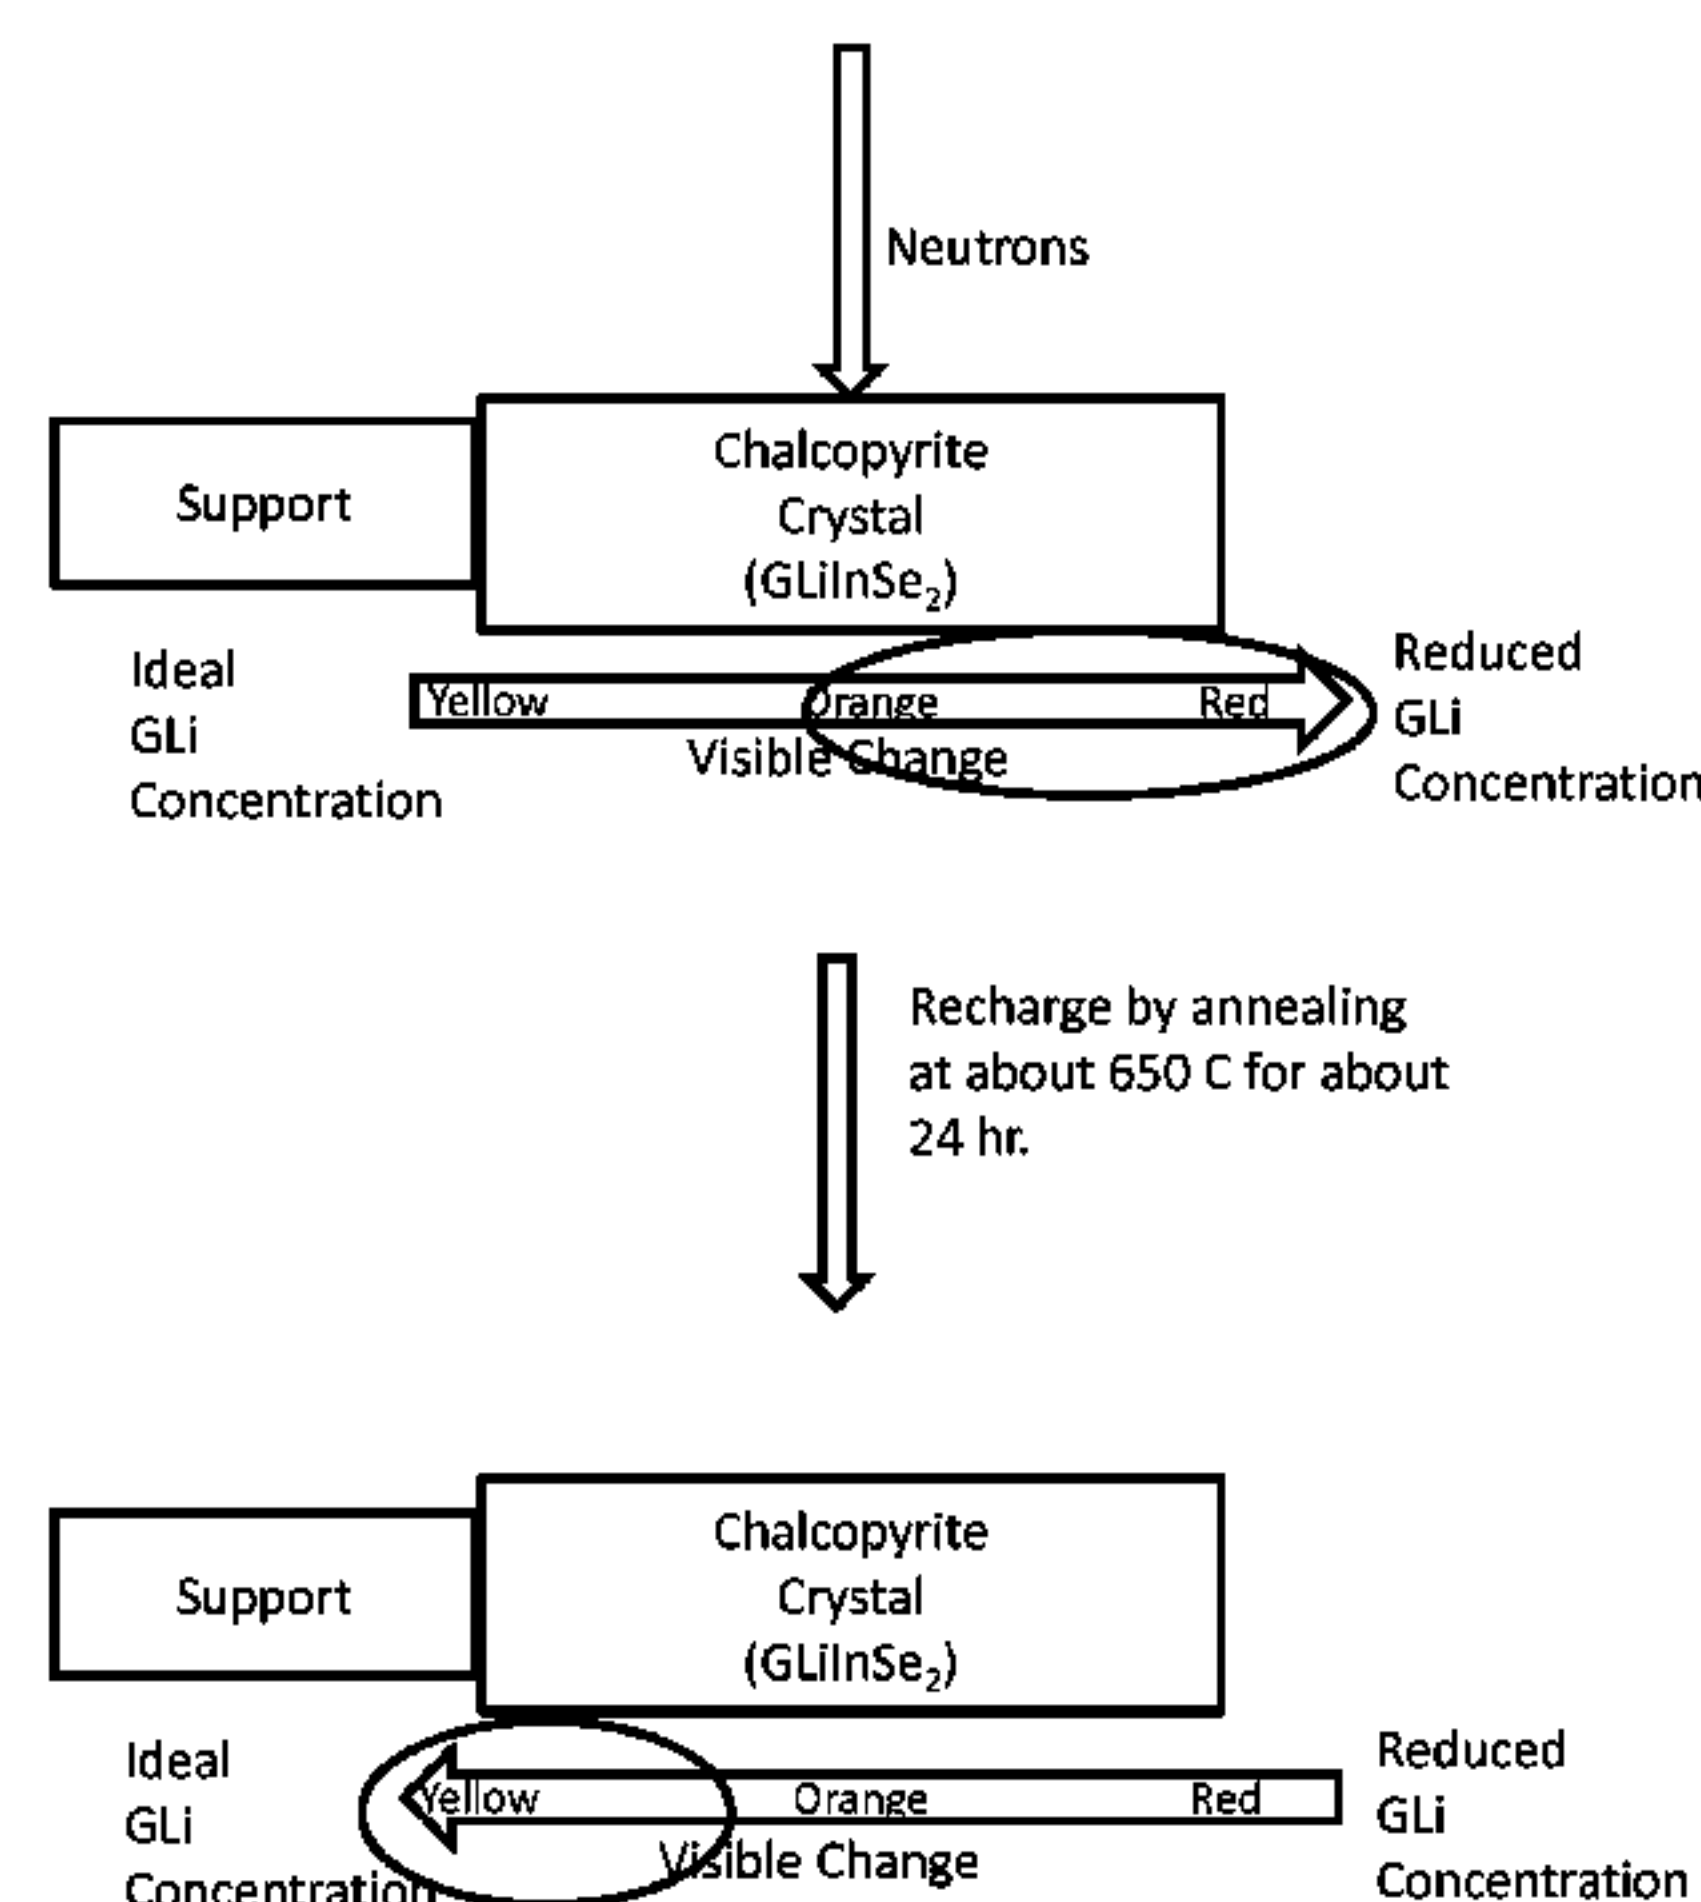 Neutrons
Chalcopyrite
Crystal
(GLiInSe₂)
Support
Ideal
GLi
Concentration
Yellow Orange Red
Visible Change
Reduced
GLi
Concentration
Recharge by annealing
at about 650 C for about
24 hr.
Chalcopyrite
Crystal
(GLiInSe₂)
Support
Ideal
GLi
Concentration
Yellow Orange Red
Visible Change
Reduced
GLi
Concentration